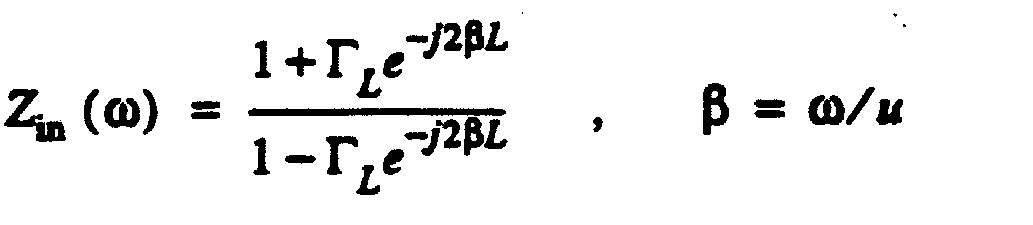 Z_in (ω) = (1 + Γ_L e^{-j2βL}) / (1 − Γ_L e^{-j2βL}) , β = ω/u